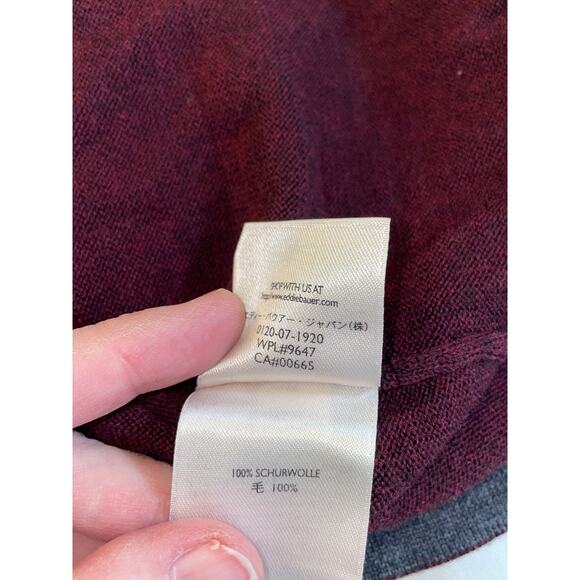 SHOP WITH US AT
http://www.eddiebauer.com
エディー・バウアー・ジャパン(株)
0120-07-1920
WPL#9647
CA#00665
100% SCHURWOLLE
毛 100%